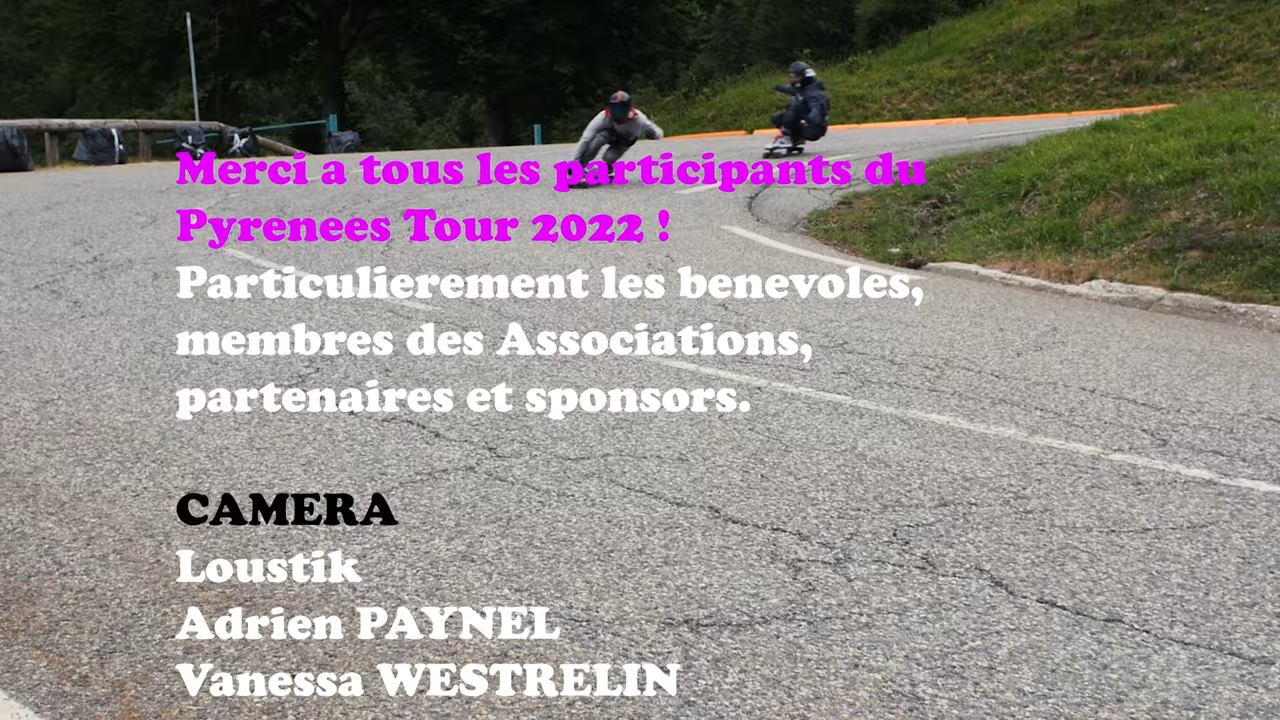 Merci a tous les participants du
Pyrenees Tour 2022 !
Particulierement les benevoles,
membres des Associations,
partenaires et sponsors.
CAMERA
Loustik
Adrien PAYNEL
Vanessa WESTRELIN